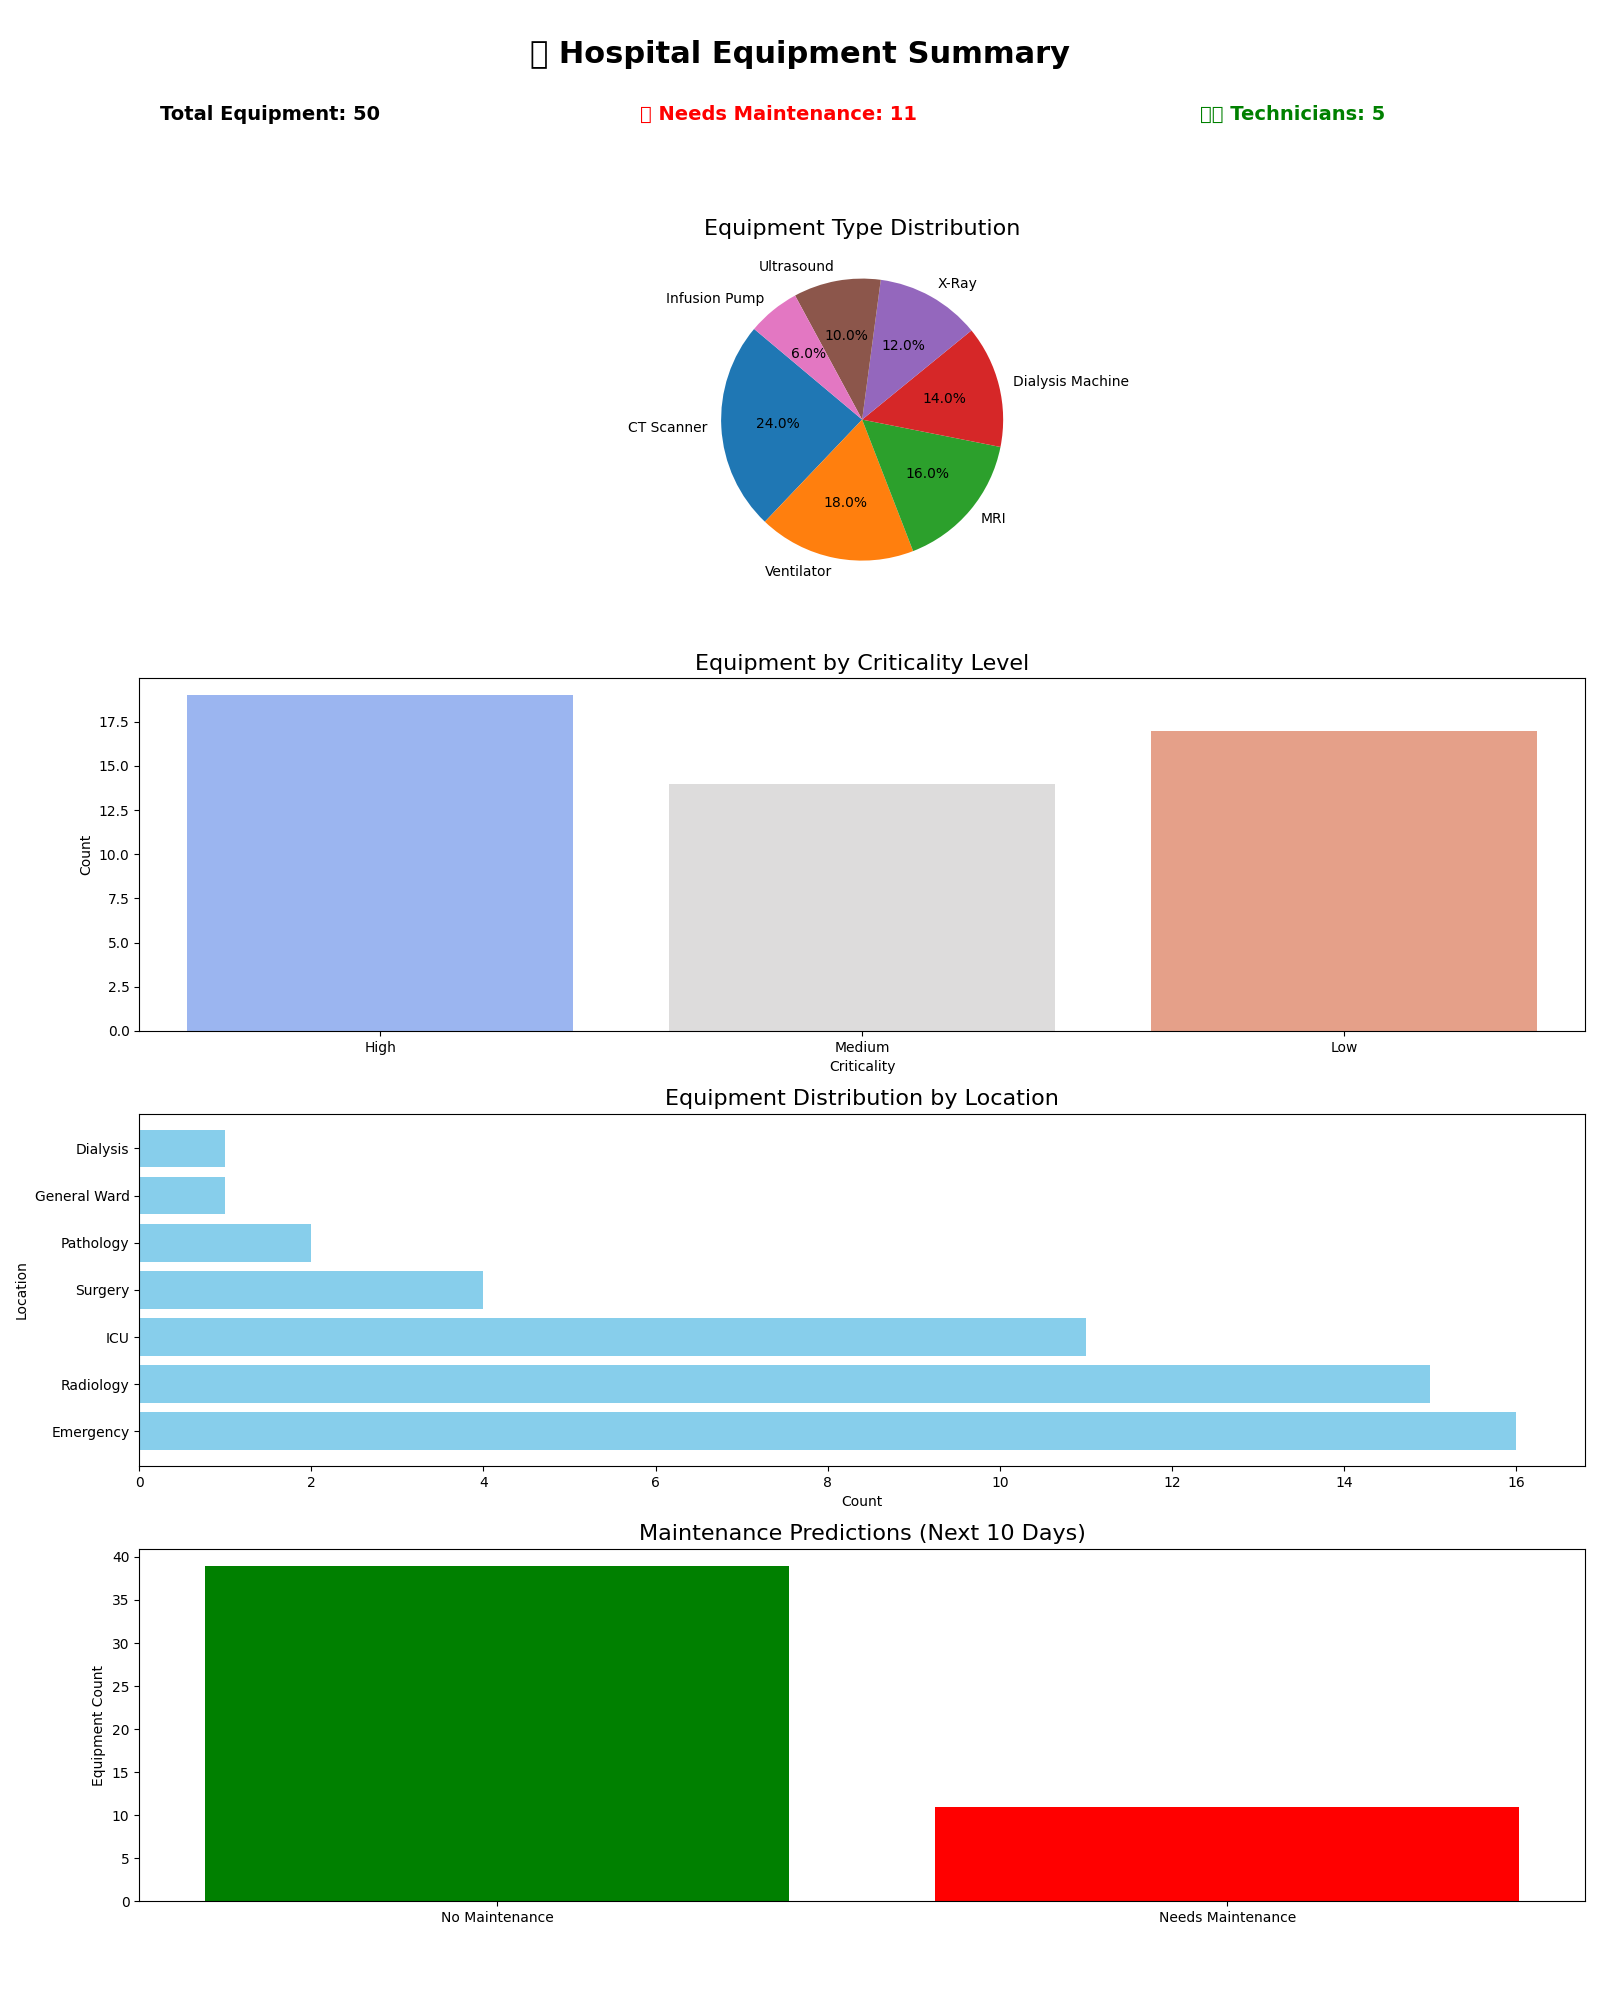 Hospital Equipment Summary
Total Equipment: 50
Needs Maintenance: 11
Technicians: 5
Equipment Type Distribution
Ultrasound
X-Ray
Infusion Pump
10.0%
12.0%
6.0%
Dialysis Machine
14.0%
CT Scanner
24.0%
16.0%
18.0%
MRI
Ventilator
Equipment by Criticality Level
17.5
15.0
12.5
10.0
7.5
5.0
2.5
0.0
Count
High
Medium
Low
Criticality
Equipment Distribution by Location
Dialysis
General Ward
Pathology
Surgery
ICU
Radiology
Emergency
Location
0 2 4 6 8 10 12 14 16
Count
Maintenance Predictions (Next 10 Days)
40
35
30
25
20
15
10
5
0
Equipment Count
No Maintenance
Needs Maintenance